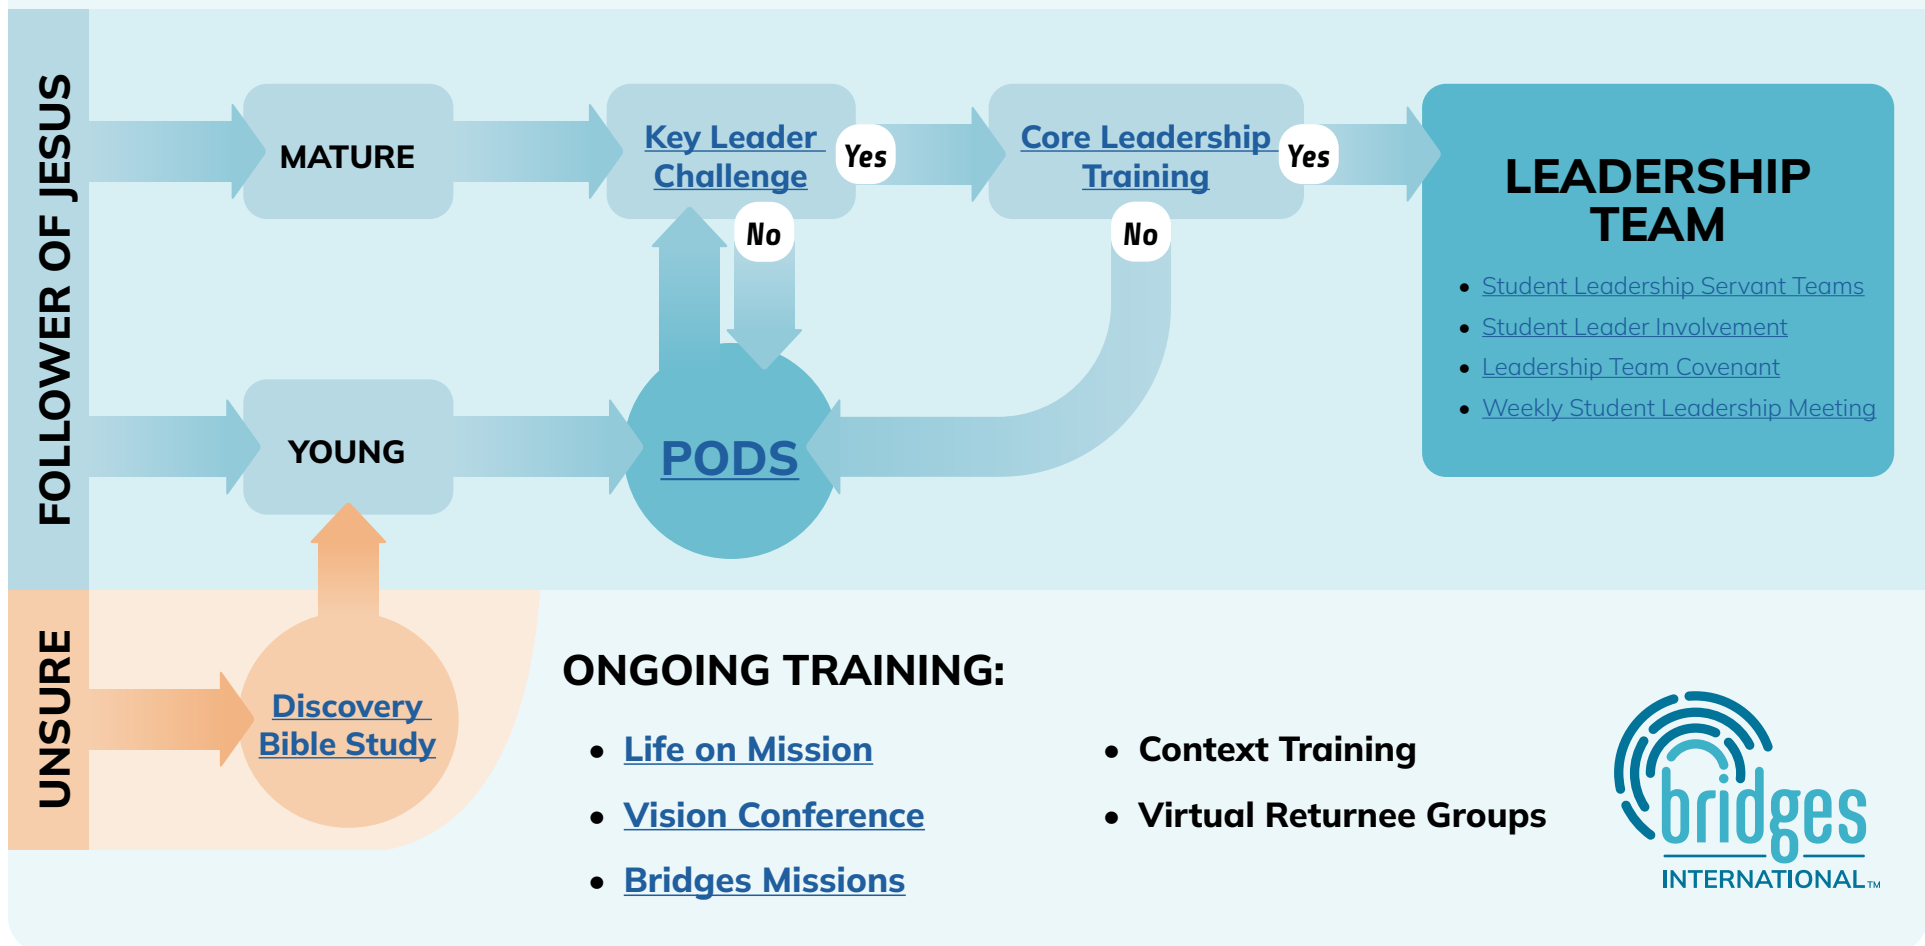 FOLLOWER OF JESUS
MATURE
Key Leader
Challenge
Yes
No
Core Leadership
Training
Yes
No
LEADERSHIP
TEAM
• Student Leadership Servant Teams
• Student Leader Involvement
• Leadership Team Covenant
• Weekly Student Leadership Meeting
YOUNG
PODS
UNSURE
Discovery
Bible Study
ONGOING TRAINING:
• Life on Mission
• Vision Conference
• Bridges Missions
• Context Training
• Virtual Returnee Groups
bridges
INTERNATIONAL™